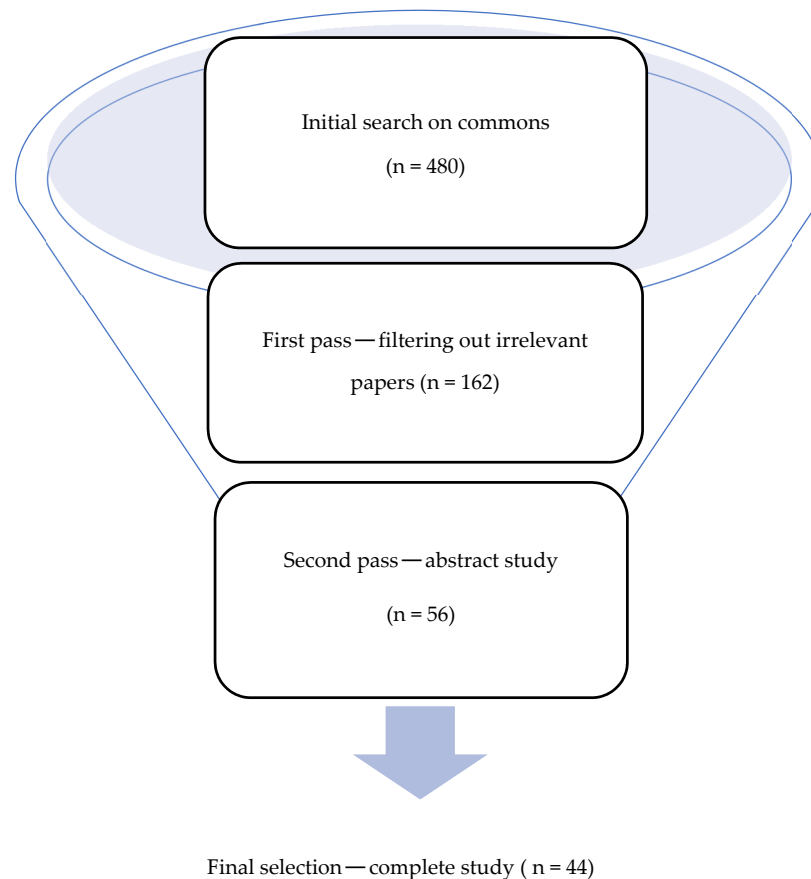 Initial search on commons
(n = 480)
First pass — filtering out irrelevant
papers (n = 162)
Second pass — abstract study
(n = 56)
Final selection — complete study ( n = 44)